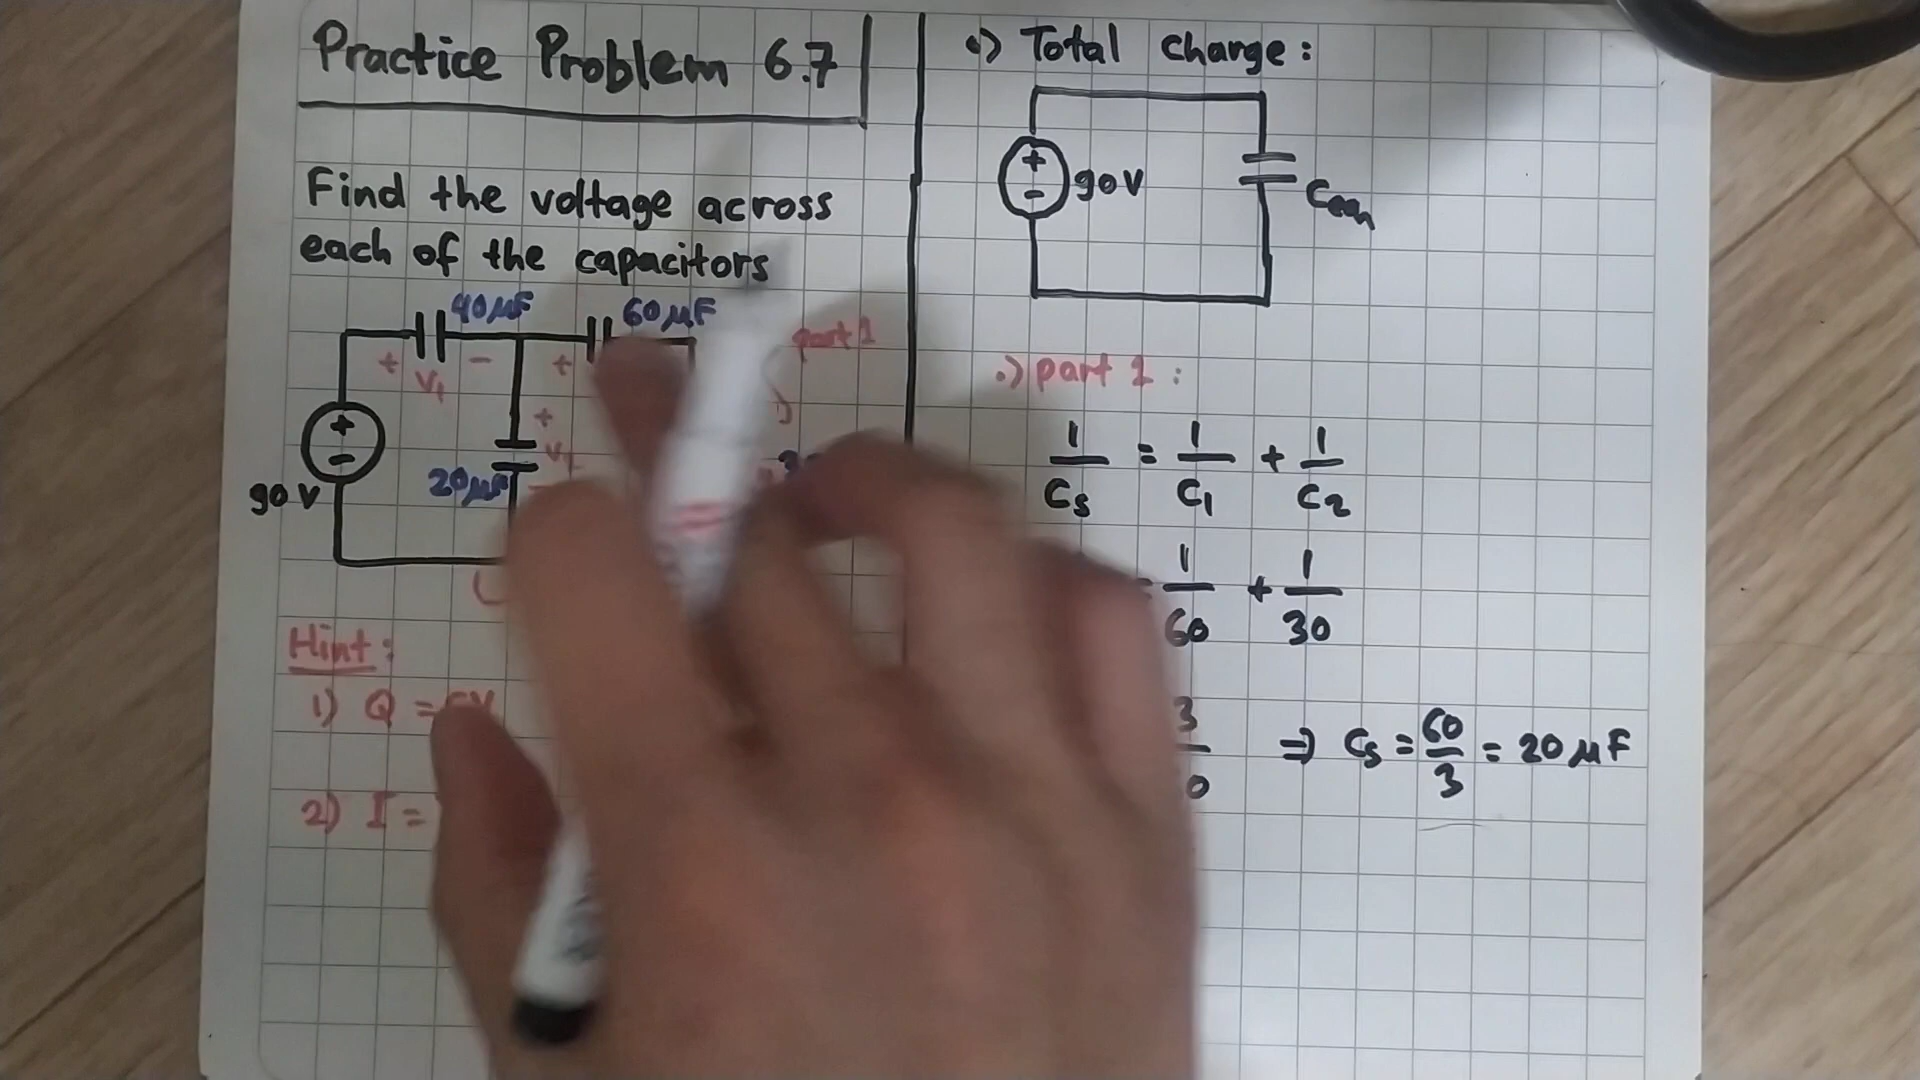 Practice Problem 6.7
Find the voltage across
each of the capacitors
40μF
60μF
part 1
+ V1 -
+
+
-
+
-
20μF
90V
Hint:
1) Q = CV
2) I =
•) Total Charge:
+
-
90V
•) part 1:
1/Cs = 1/C1 + 1/C2
= 1/60 + 1/30
⇒ Cs = 60/3 = 20μF